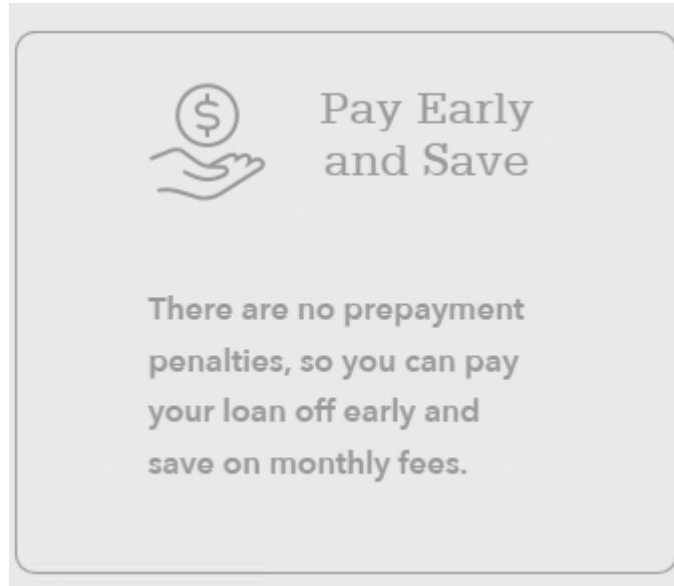 $
Pay Early
and Save
There are no prepayment
penalties, so you can pay
your loan off early and
save on monthly fees.